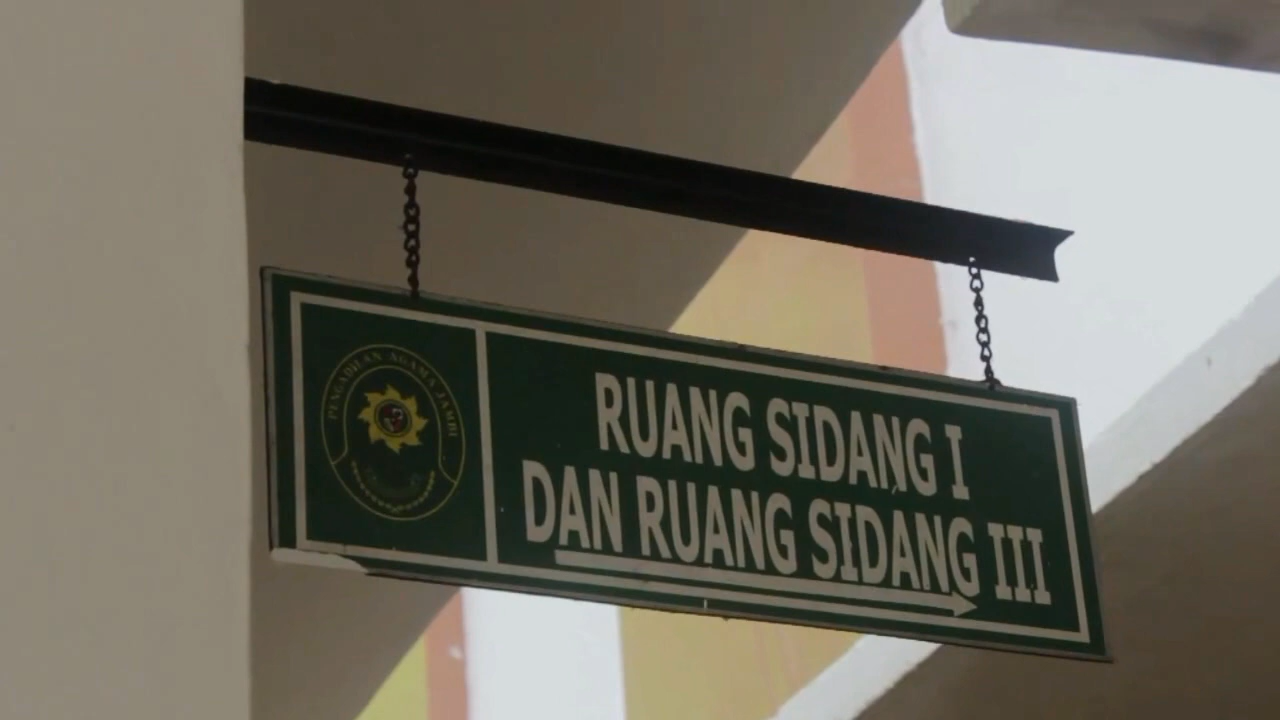 PENGADILAN AGAMA JAMBI
RUANG SIDANG I
DAN RUANG SIDANG III